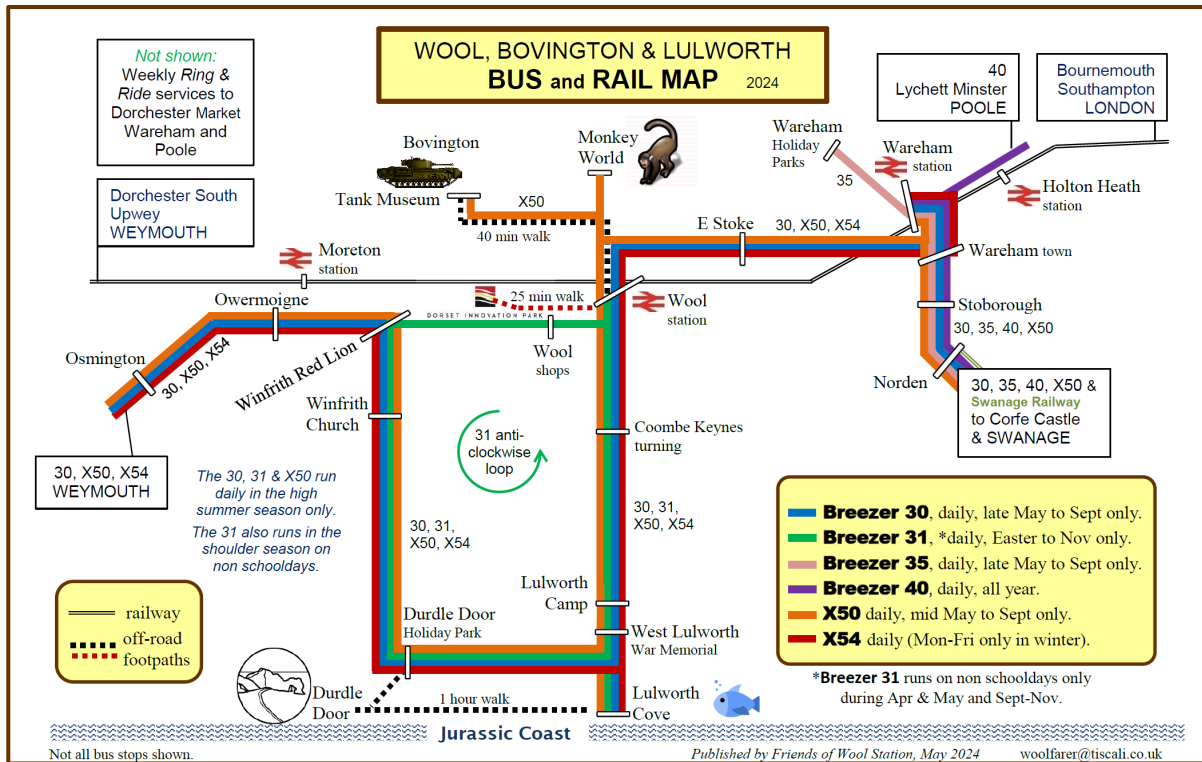 WOOL, BOVINGTON & LULWORTH
BUS and RAIL MAP 2024
Not shown:
Weekly Ring &
Ride services to
Dorchester Market
Wareham and
Poole
Dorchester South
Upwey
WEYMOUTH
40
Lychett Minster
POOLE
Bournemouth
Southampton
LONDON
Bovington
Tank Museum
Monkey
World
X50
40 min walk
Wareham
Holiday
Parks
35
Wareham
station
Holton Heath
station
E Stoke
30, X50, X54
Wareham town
Moreton
station
25 min walk
DORSET INNOVATION PARK
Wool
station
Stoborough
30, 35, 40, X50
Owermoigne
Osmington
30, X50, X54
Winfrith Red Lion
Wool
shops
Norden
30, 35, 40, X50 &
Swanage Railway
to Corfe Castle
& SWANAGE
Winfrith
Church
31 anti-
clockwise
loop
Coombe Keynes
turning
30, X50, X54
WEYMOUTH
The 30, 31 & X50 run
daily in the high
summer season only.
The 31 also runs in the
shoulder season on
non schooldays.
30, 31,
X50, X54
30, 31,
X50, X54
Breezer 30, daily, late May to Sept only.
Breezer 31, *daily, Easter to Nov only.
Breezer 35, daily, late May to Sept only.
Breezer 40, daily, all year.
X50 daily, mid May to Sept only.
X54 daily (Mon-Fri only in winter).
*Breezer 31 runs on non schooldays only
during Apr & May and Sept-Nov.
railway
off-road
footpaths
Lulworth
Camp
Durdle Door
Holiday Park
West Lulworth
War Memorial
Durdle
Door
1 hour walk
Lulworth
Cove
Jurassic Coast
Not all bus stops shown.
Published by Friends of Wool Station, May 2024
woolfarer@tiscali.co.uk